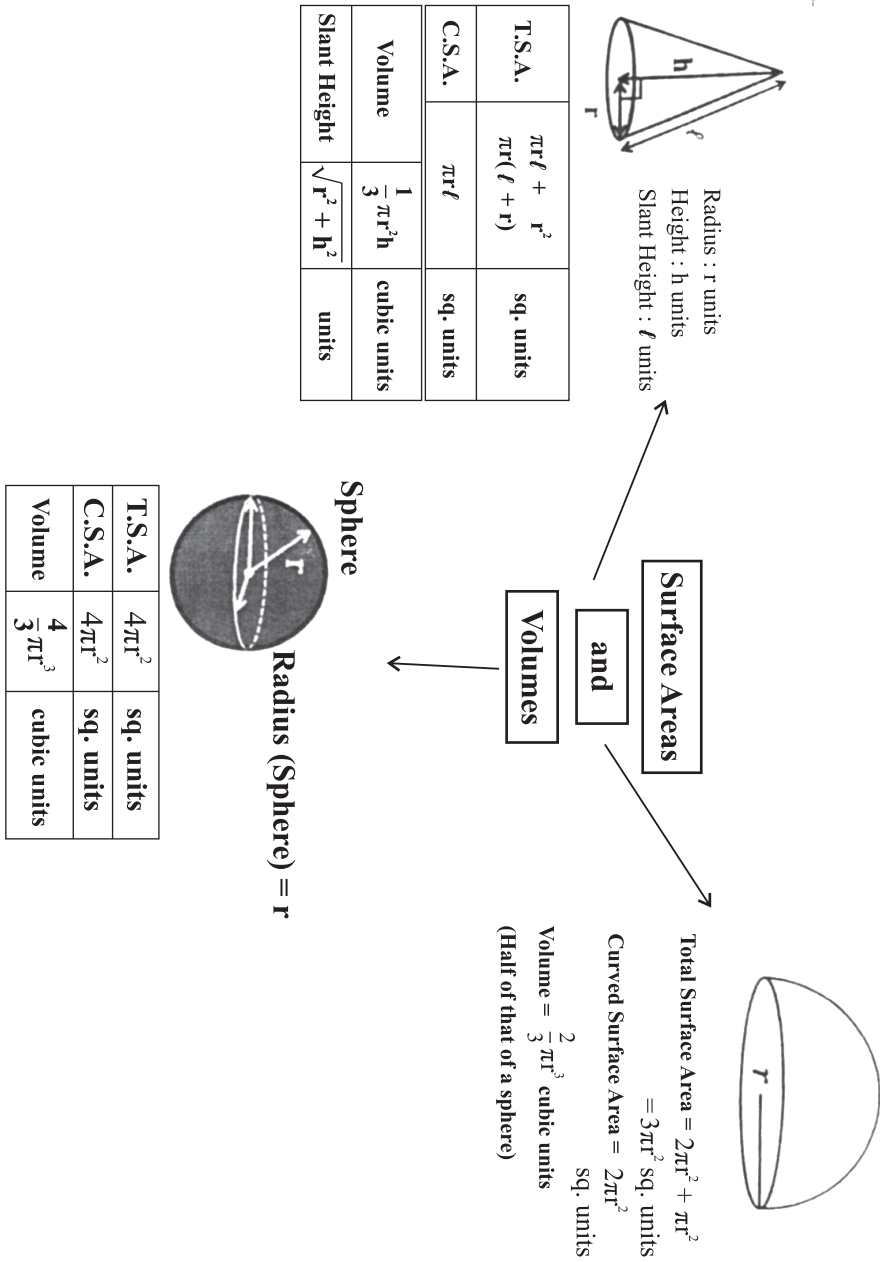 Surface Areas
and
Volumes
h
r
ℓ
Radius : r units
Height : h units
Slant Height : ℓ units
T.S.A. πrℓ + r² sq. units
πr(ℓ + r)
C.S.A. πrℓ sq. units
Volume 1/3 πr²h cubic units
Slant Height √(r² + h²) units
Sphere
r
Radius (Sphere) = r
T.S.A. 4πr² sq. units
C.S.A. 4πr² sq. units
Volume 4/3 πr³ cubic units
r
Total Surface Area = 2πr² + πr²
= 3πr² sq. units
Curved Surface Area = 2πr²
sq. units
Volume = 2/3 πr³ cubic units
(Half of that of a sphere)